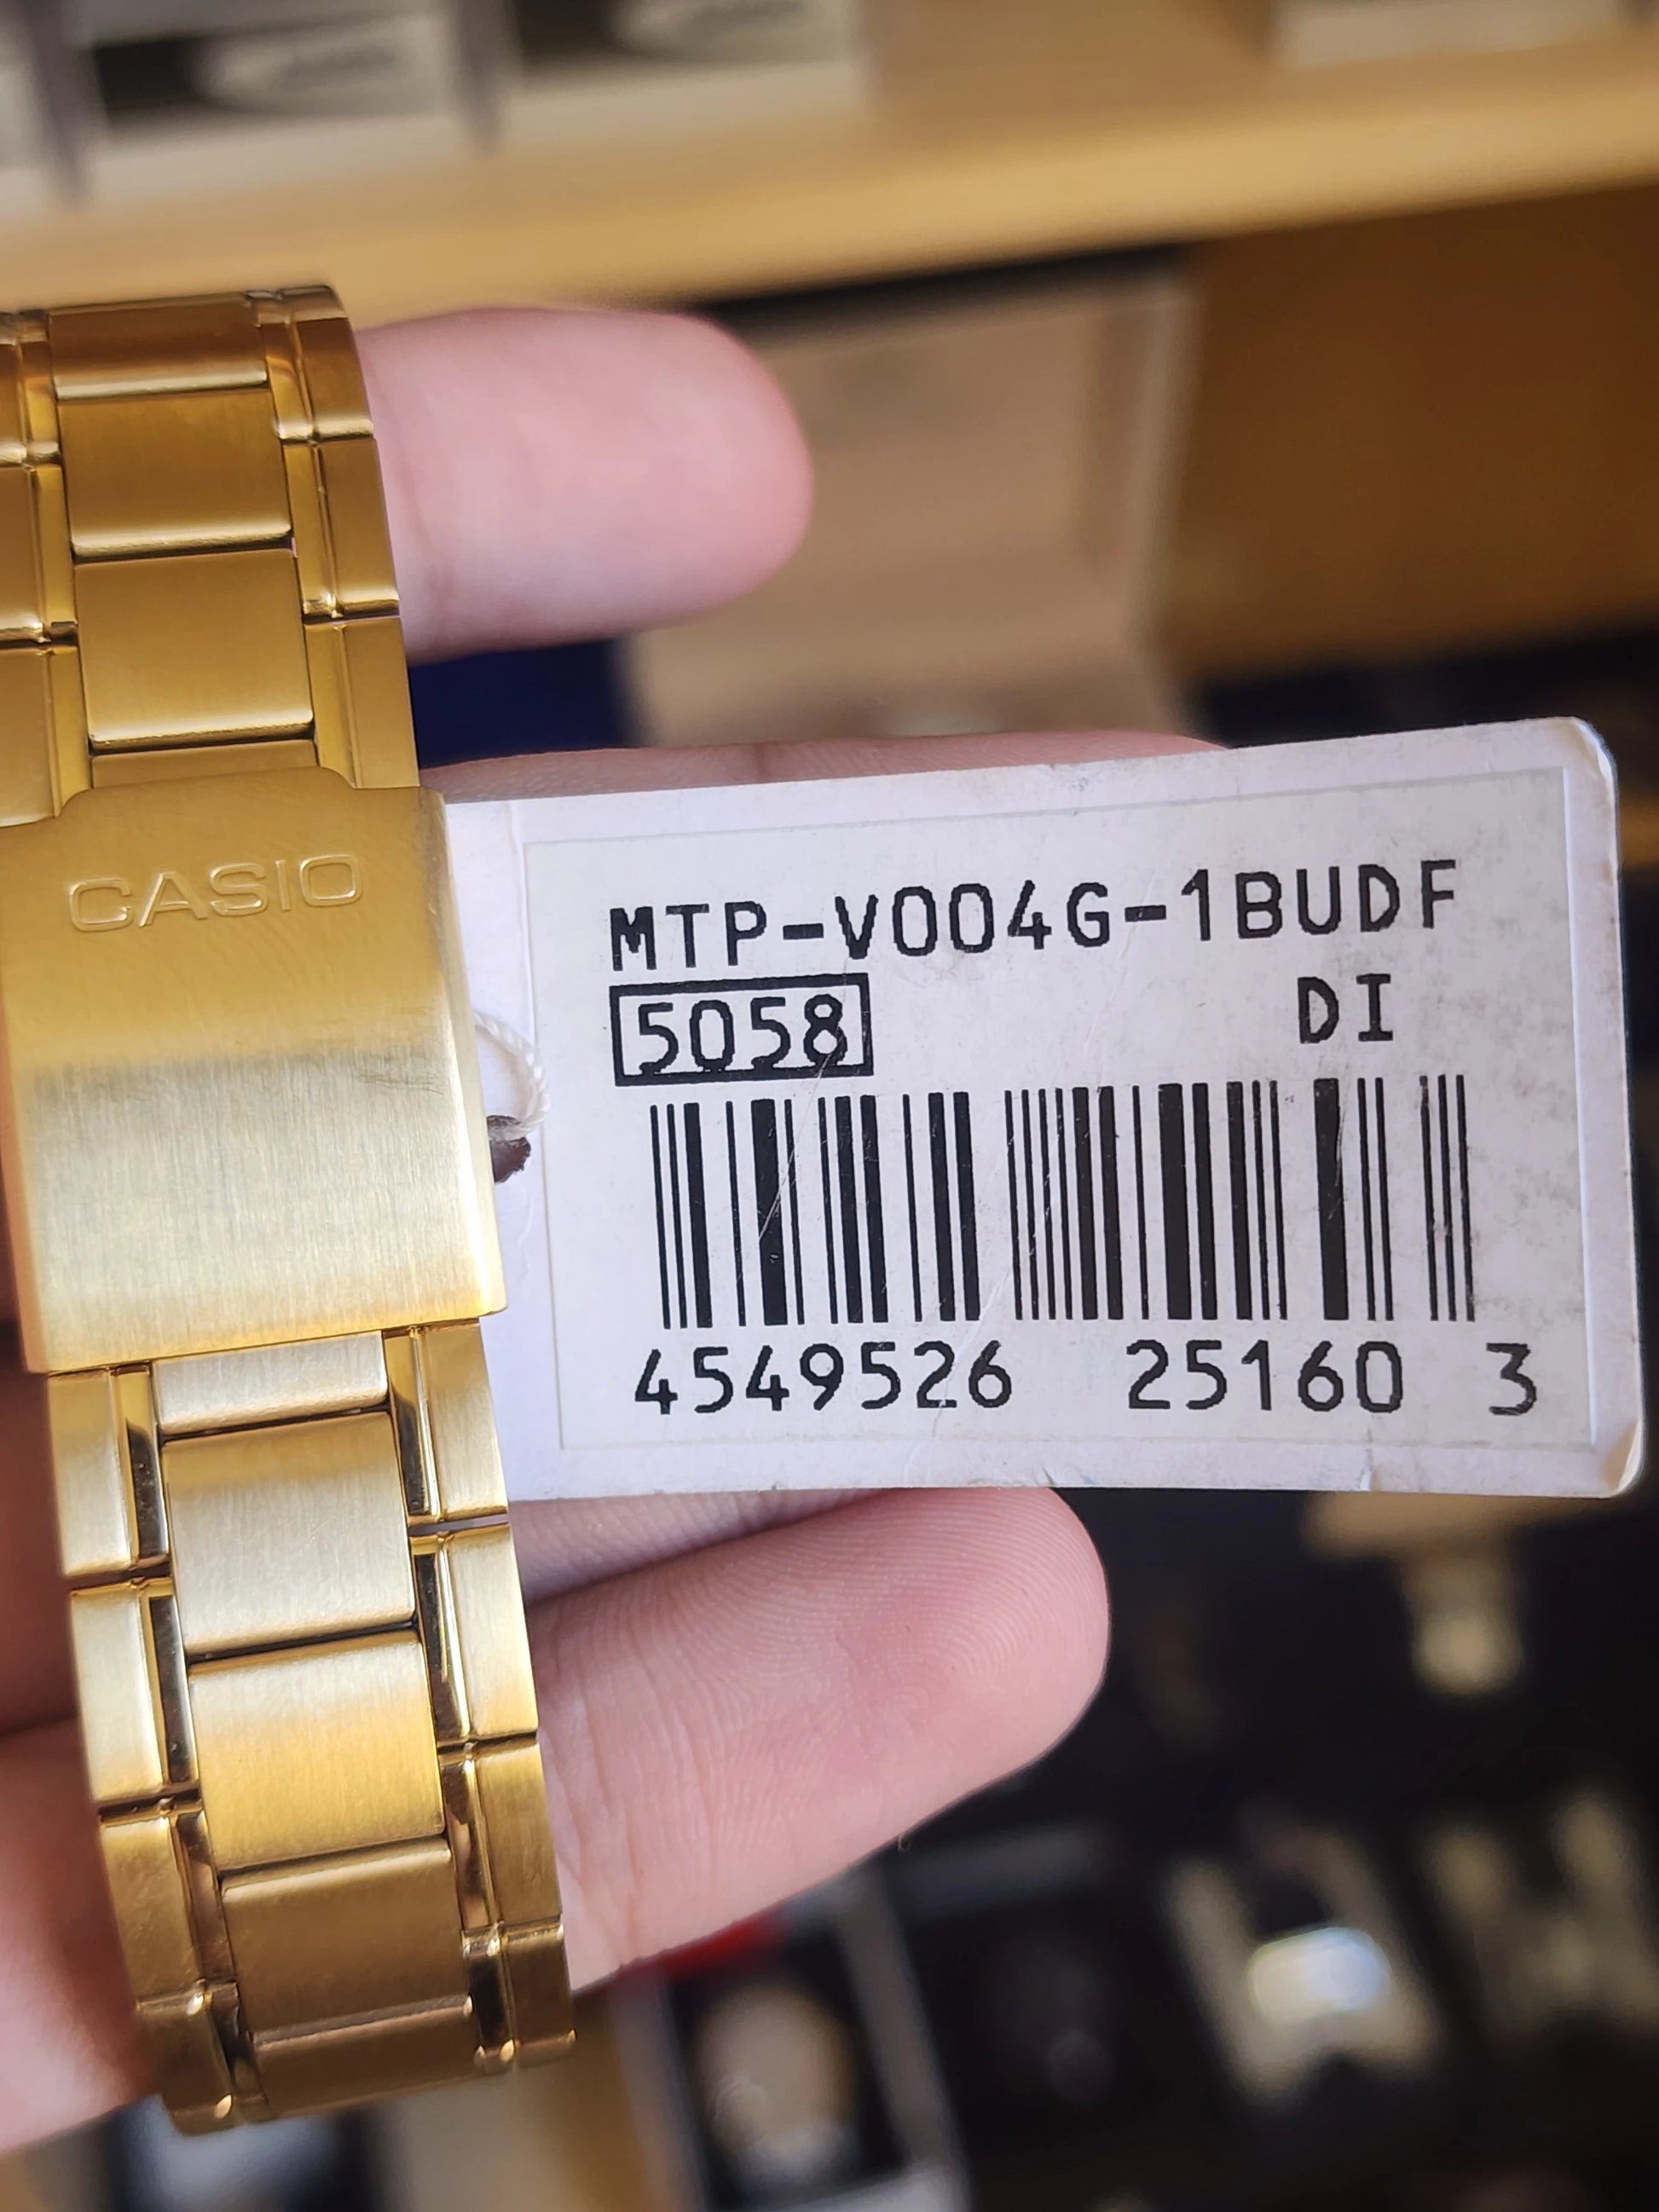 CASIO
MTP-V004G-1BUDF
5058 DI
4549526 25160 3